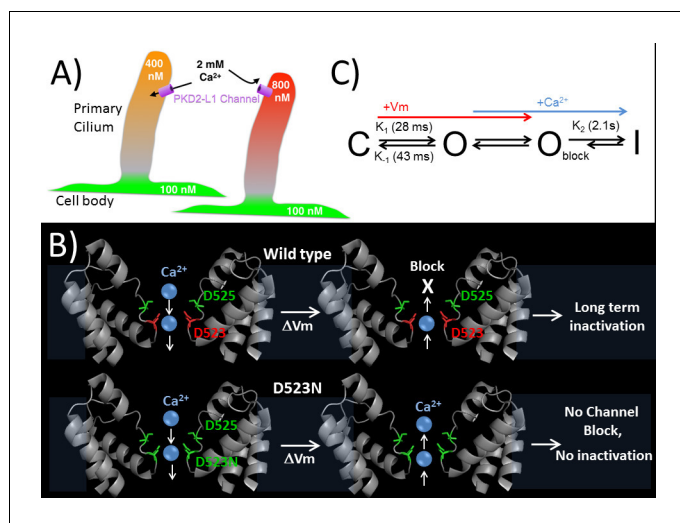 A)
400
nM
2 mM
Ca²⁺
800
nM
PKD2-L1 Channel
Primary
Cilium
100 nM
Cell body
100 nM
C)
+Vm
+Ca²⁺
K₁ (28 ms)
K₂ (2.1s)
C O O_block I
K₋₁ (43 ms)
B)
Wild type
Ca²⁺
D525
D523
ΔVm
Block
X
D525
D523
Long term
inactivation
D523N
Ca²⁺
D525
D523N
ΔVm
Ca²⁺
No Channel
Block,
No inactivation